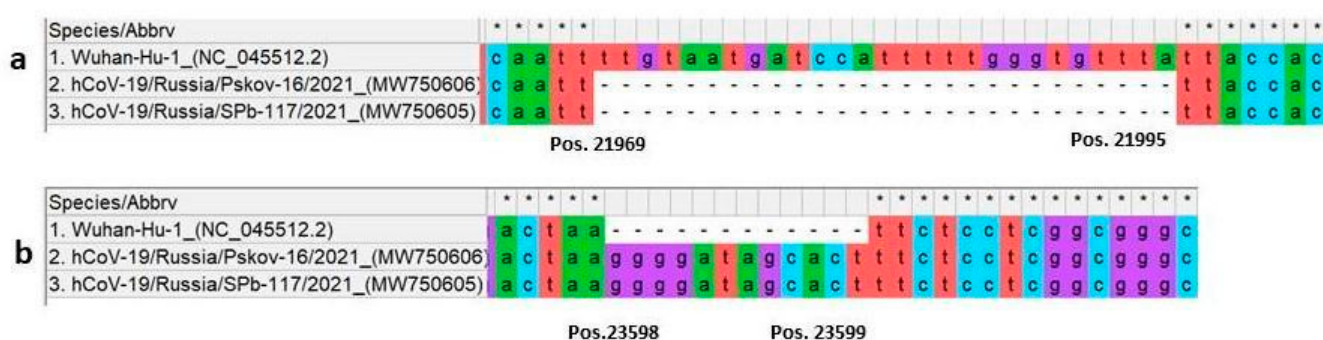 Species/Abbrv * * * * * * * * * * * *
a 1. Wuhan-Hu-1_(NC_045512.2) c a a t t t t g t a a t g a t c c a t t t t t g g g t g t t t a t t a c c a c
2. hCoV-19/Russia/Pskov-16/2021_(MW750606) c a a t t - - - - - - - - - - - - - - - - - - - - - - - - - - - t t a c c a c
3. hCoV-19/Russia/SPb-117/2021_(MW750605) c a a t t - - - - - - - - - - - - - - - - - - - - - - - - - - - t t a c c a c
Pos. 21969 Pos. 21995
Species/Abbrv * * * * * * * * * * * * * * * * * * * *
b 1. Wuhan-Hu-1_(NC_045512.2) a c t a a - - - - - - - - - - - - t t c t c c t c g g c g g g c
2. hCoV-19/Russia/Pskov-16/2021_(MW750606) a c t a a g g g g a t a g c a c t t t c t c c t c g g c g g g c
3. hCoV-19/Russia/SPb-117/2021_(MW750605) a c t a a g g g g a t a g c a c t t t c t c c t c g g c g g g c
Pos.23598 Pos.23599